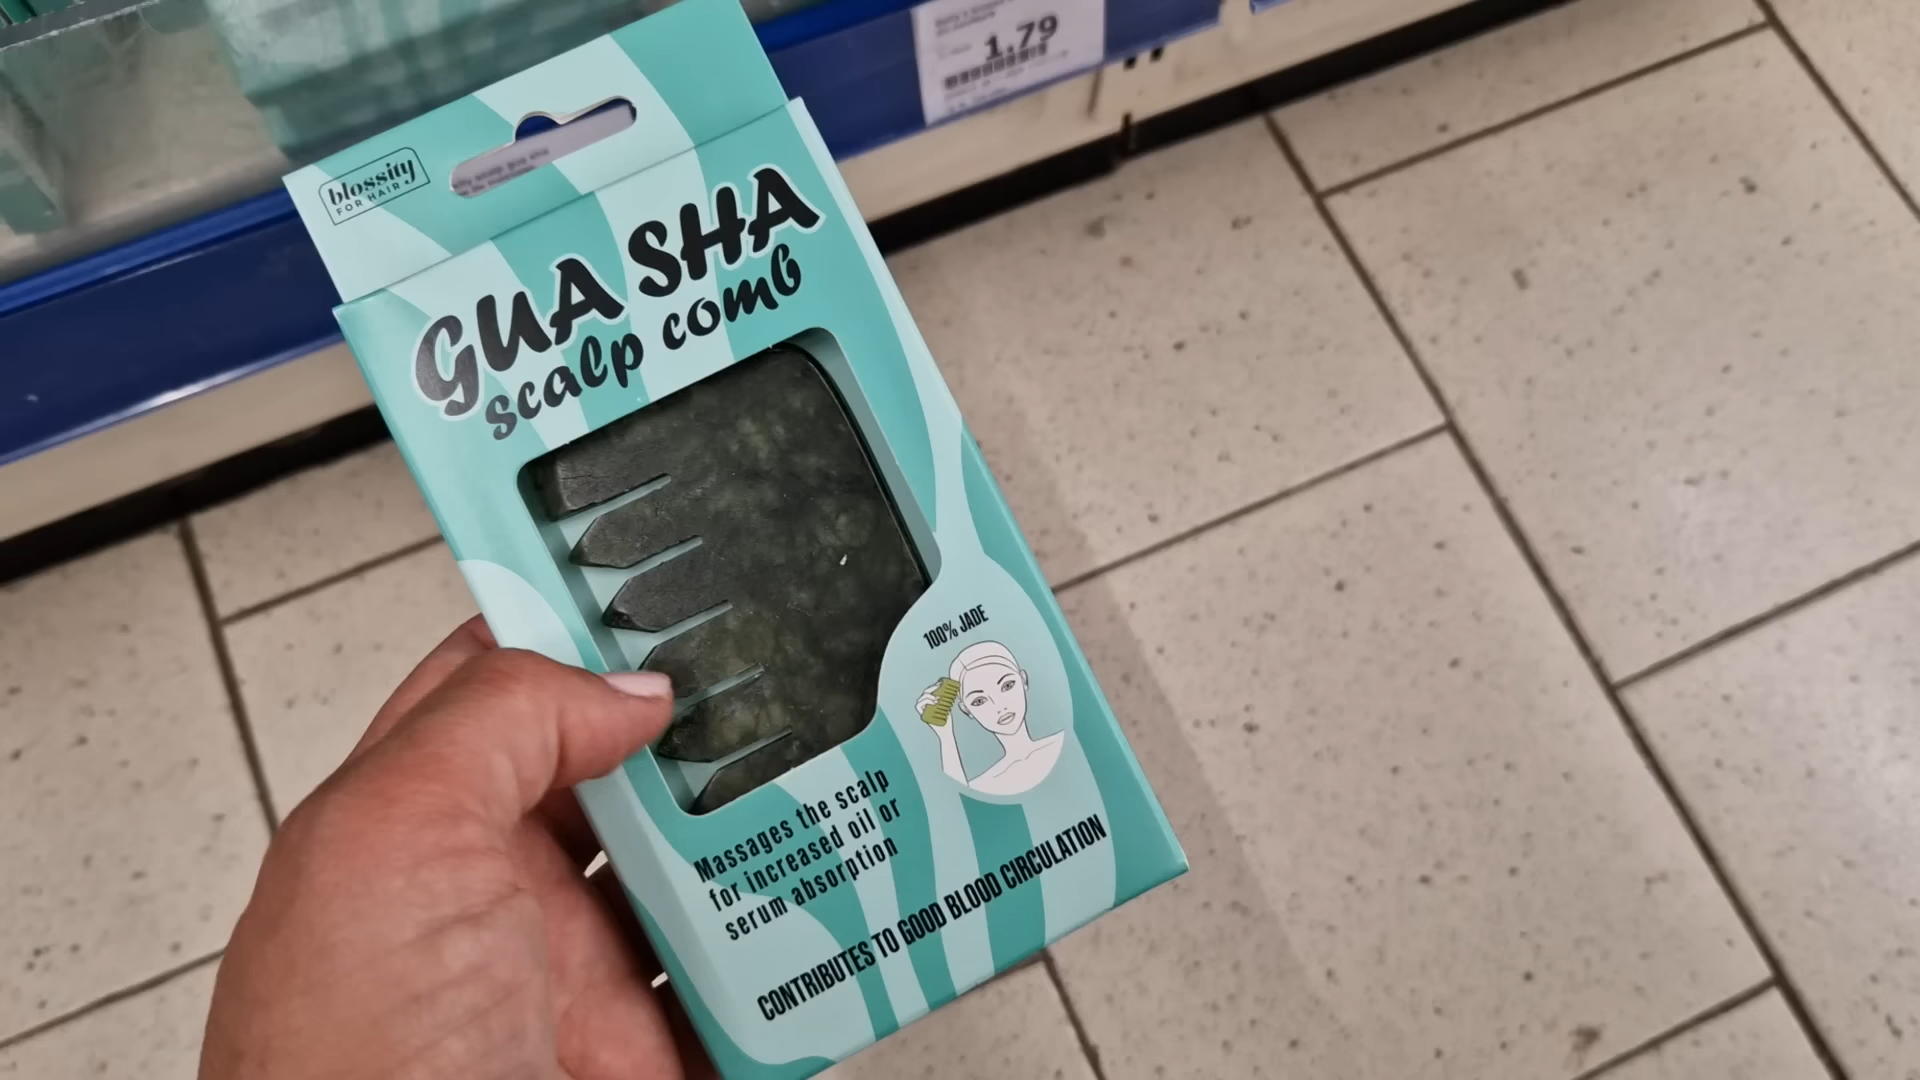 1.79
blossity
FOR HAIR
GUA SHA
scalp comb
100% JADE
Massages the scalp
for increased oil or
serum absorption
CONTRIBUTES TO GOOD BLOOD CIRCULATION